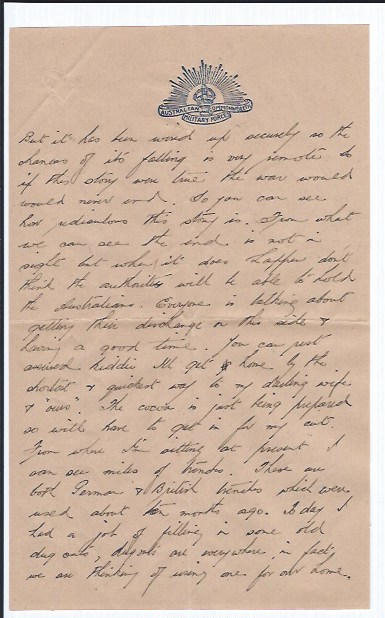 AUSTRALIAN COMMONWEALTH
MILITARY FORCES
But it has been wired up securely so the
chances of it's falling is very remote so
if this story were true the war would
would never end. So you can see
how rediculous this story is. From what
we can see the end is not in
sight but when it does happen don't
think the authorities will be able to hold
the Australians. Everyone is talking about
getting their discharge on this side &
having a good time. You can rest
assured kiddie I'll get home by the
shortest & quickest way to my darling wife
& "ours". The cocoa is just being prepared
so will have to get in for my cut.
From where I'm sitting at present I
can see miles of trenches. There are
both German & British trenches which were
used about ten months ago. Today I
had a job of filling in some old
dug outs, dugouts are everywhere, in fact
we are thinking of using one for our home.